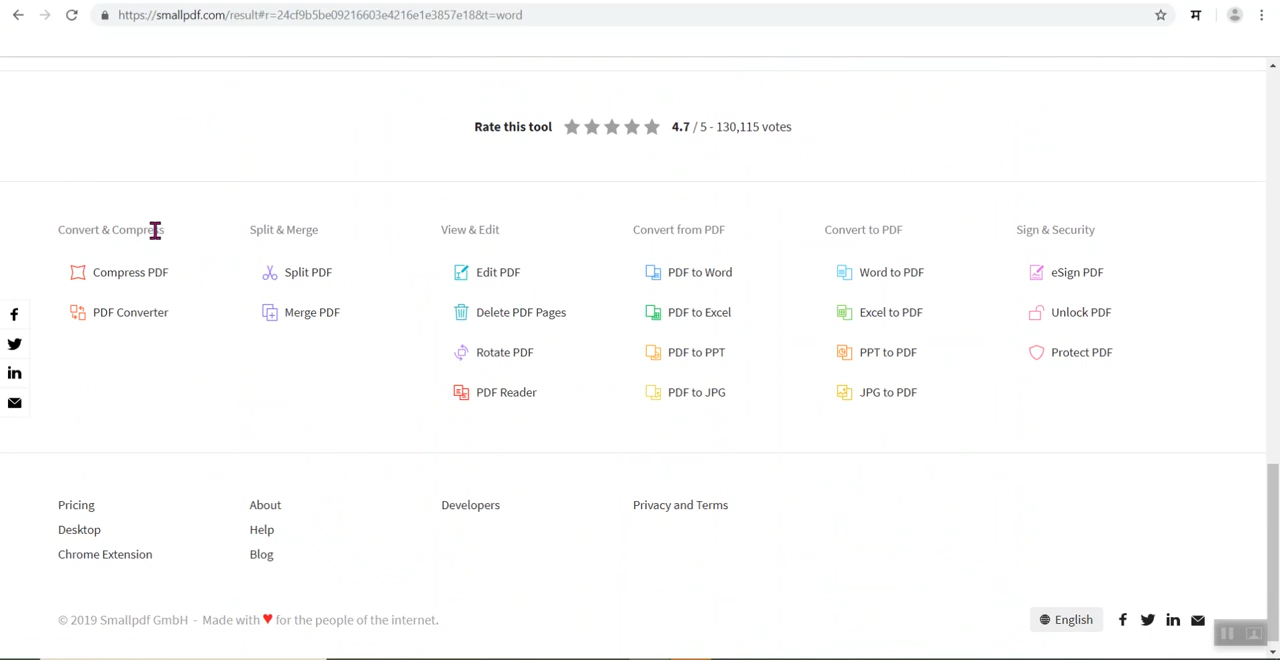 https://smallpdf.com/result#r=24cf9b5be09216603e4216e1e3857e18&t=word
Rate this tool 4.7 / 5 - 130,115 votes
Convert & Compress
Compress PDF
PDF Converter
Split & Merge
Split PDF
Merge PDF
View & Edit
Edit PDF
Delete PDF Pages
Rotate PDF
PDF Reader
Convert from PDF
PDF to Word
PDF to Excel
PDF to PPT
PDF to JPG
Convert to PDF
Word to PDF
Excel to PDF
PPT to PDF
JPG to PDF
Sign & Security
eSign PDF
Unlock PDF
Protect PDF
Pricing
Desktop
Chrome Extension
About
Help
Blog
Developers
Privacy and Terms
© 2019 Smallpdf GmbH - Made with ♥ for the people of the internet.
English